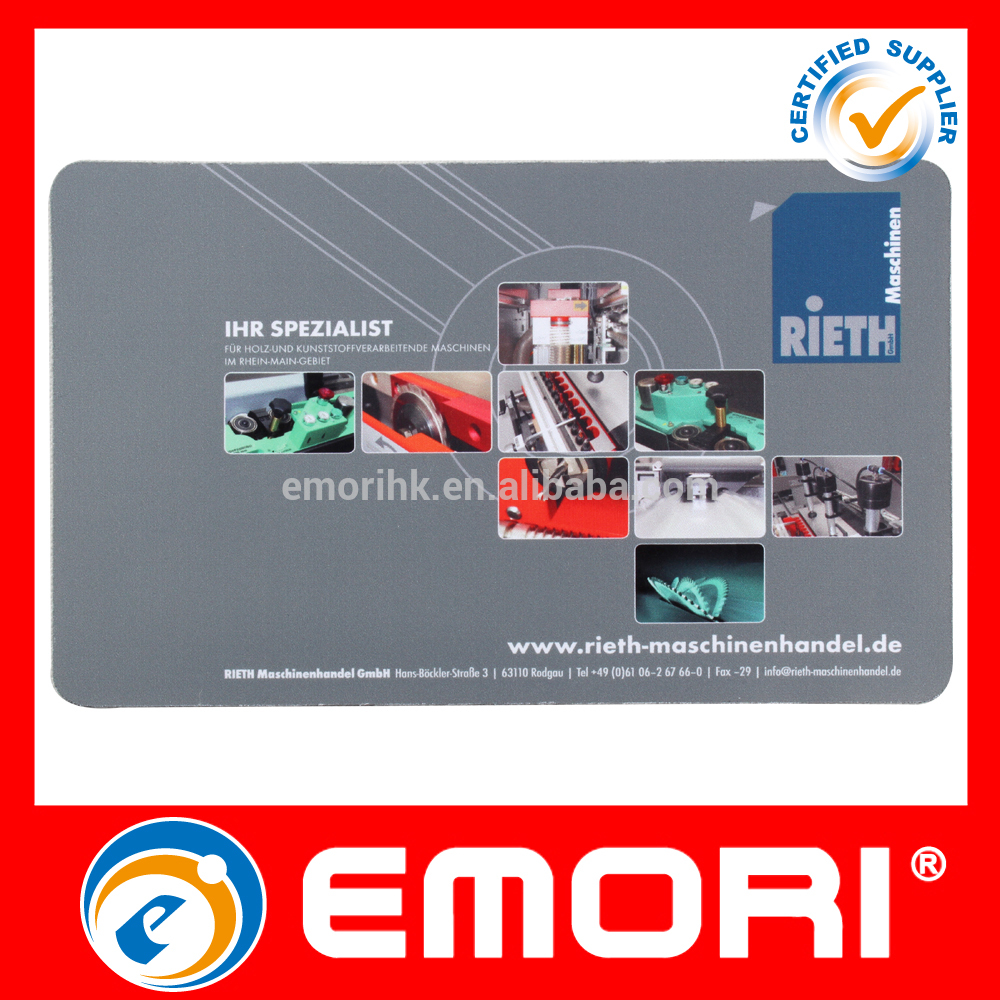 CERTIFIED SUPPLIER
Maschinen
RiETH
GmbH
IHR SPEZIALIST
FÜR HOLZ-UND KUNSTSTOFFVERARBEITENDE MASCHINEN
IM RHEIN-MAIN-GEBIET
emorihk.en.alibaba.com
www.rieth-maschinenhandel.de
RIETH Maschinenhandel GmbH Hans-Böckler-Straße 3 | 63110 Rodgau | Tel +49 (0)61 06–2 67 66–0 | Fax –29 | info@rieth-maschinenhandel.de
e EMORI®